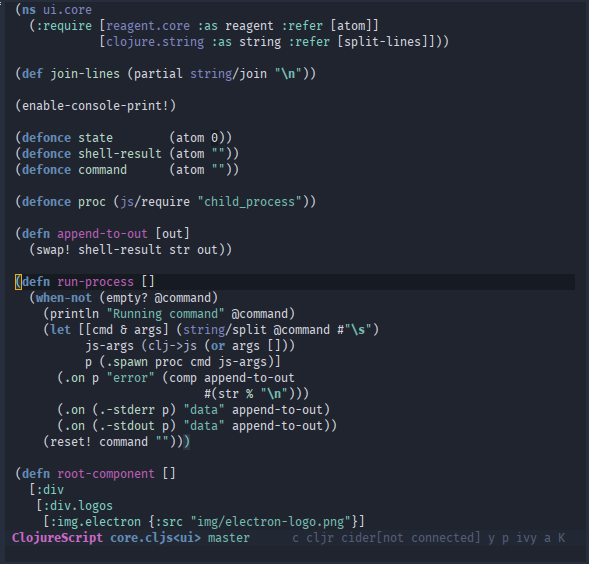 (ns ui.core
  (:require [reagent.core :as reagent :refer [atom]]
            [clojure.string :as string :refer [split-lines]]))
(def join-lines (partial string/join "\n"))
(enable-console-print!)
(defonce state        (atom 0))
(defonce shell-result (atom ""))
(defonce command      (atom ""))
(defonce proc (js/require "child_process"))
(defn append-to-out [out]
  (swap! shell-result str out))
(defn run-process []
  (when-not (empty? @command)
    (println "Running command" @command)
    (let [[cmd & args] (string/split @command #"\s")
          js-args (clj->js (or args []))
          p (.spawn proc cmd js-args)]
      (.on p "error" (comp append-to-out
                           #(str % "\n")))
      (.on (.-stderr p) "data" append-to-out)
      (.on (.-stdout p) "data" append-to-out))
    (reset! command "")))
(defn root-component []
  [:div
   [:div.logos
    [:img.electron {:src "img/electron-logo.png"}]
ClojureScript core.cljs<ui> master      c cljr cider[not connected] y p ivy a K